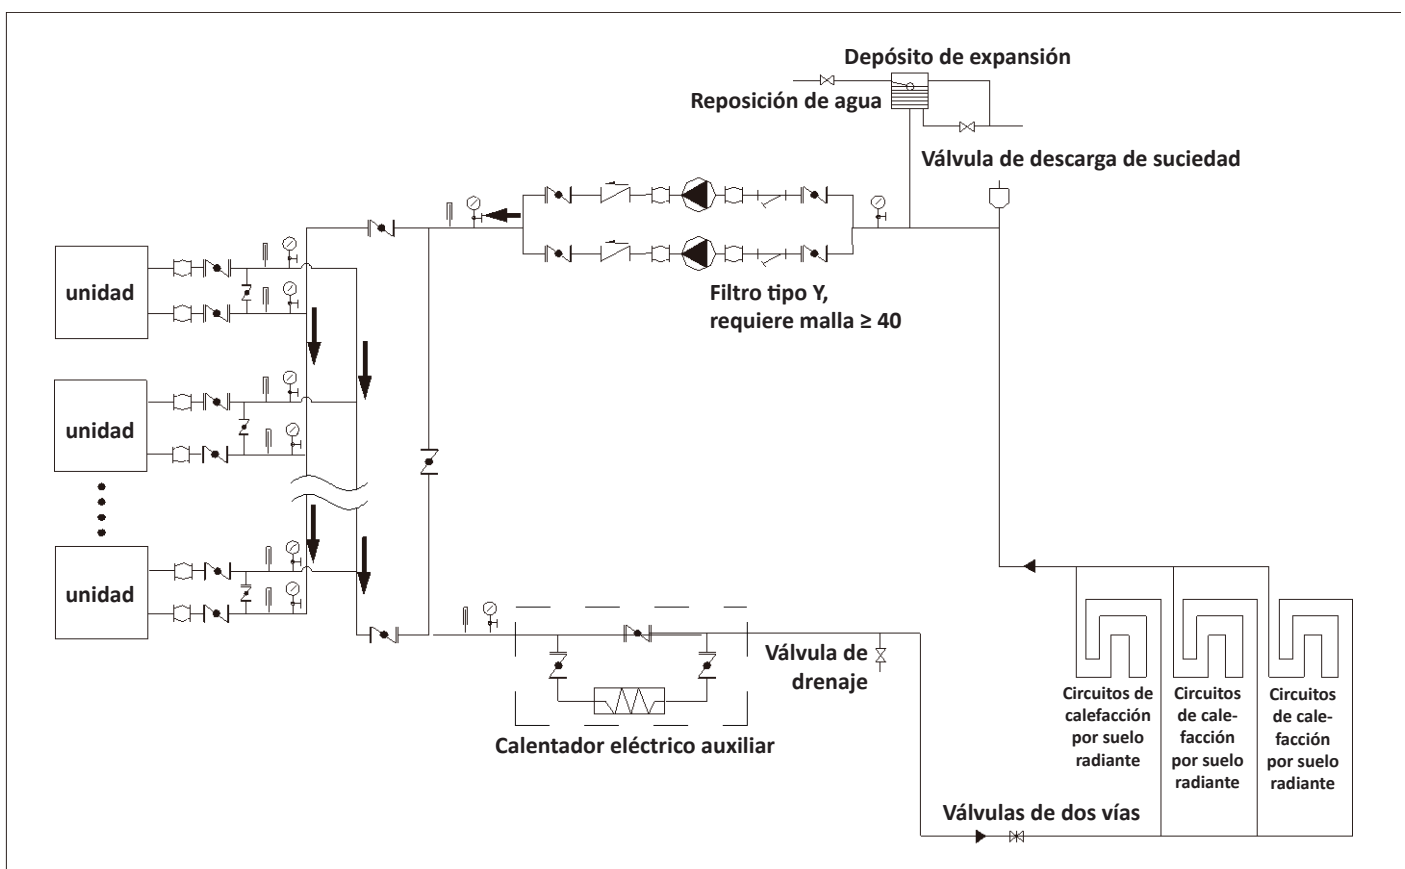 Depósito de expansión
Reposición de agua
Válvula de descarga de suciedad
Filtro tipo Y,
requiere malla ≥ 40
unidad
unidad
unidad
Válvula de
drenaje
Calentador eléctrico auxiliar
Circuitos de
calefacción
por suelo
radiante
Circuitos
de cale-
facción
por suelo
radiante
Circuitos
de cale-
facción
por suelo
radiante
Válvulas de dos vías